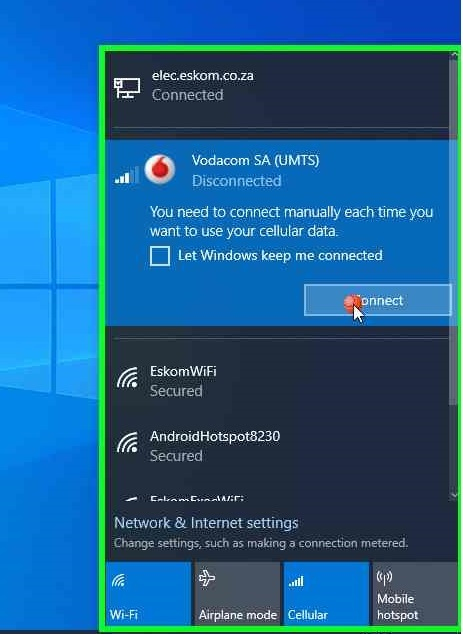 elec.eskom.co.za
Connected
Vodacom SA (UMTS)
Disconnected
You need to connect manually each time you
want to use your cellular data.
Let Windows keep me connected
onnect
EskomWiFi
Secured
AndroidHotspot8230
Secured
EskomExecWiFi
Network & Internet settings
Change settings, such as making a connection metered.
Wi-Fi
Airplane mode
Cellular
Mobile
hotspot